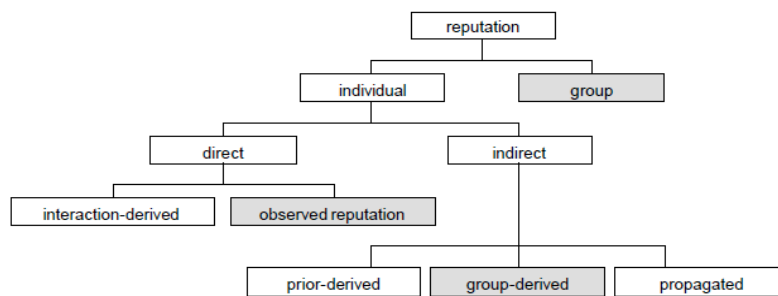 reputation
individual
group
direct
indirect
interaction-derived
observed reputation
prior-derived
group-derived
propagated